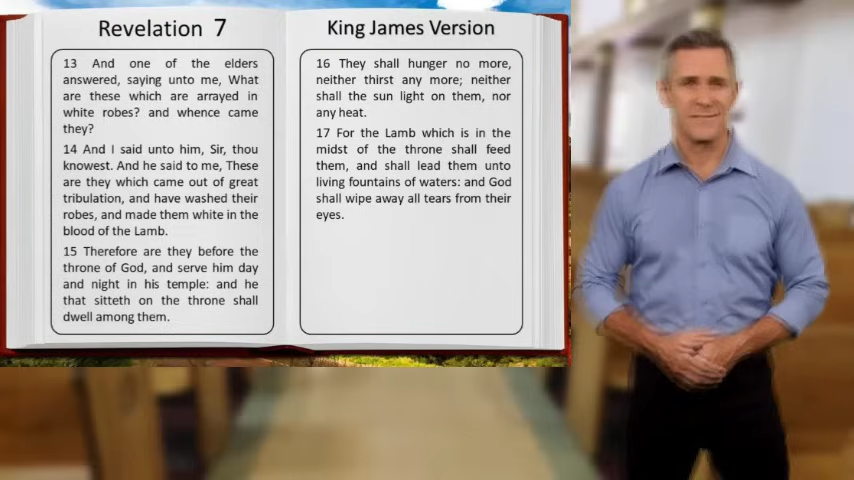 Revelation 7
13 And one of the elders
answered, saying unto me, What
are these which are arrayed in
white robes? and whence came
they?
14 And I said unto him, Sir, thou
knowest. And he said to me, These
are they which came out of great
tribulation, and have washed their
robes, and made them white in the
blood of the Lamb.
15 Therefore are they before the
throne of God, and serve him day
and night in his temple: and he
that sitteth on the throne shall
dwell among them.
King James Version
16 They shall hunger no more,
neither thirst any more; neither
shall the sun light on them, nor
any heat.
17 For the Lamb which is in the
midst of the throne shall feed
them, and shall lead them unto
living fountains of waters: and God
shall wipe away all tears from their
eyes.